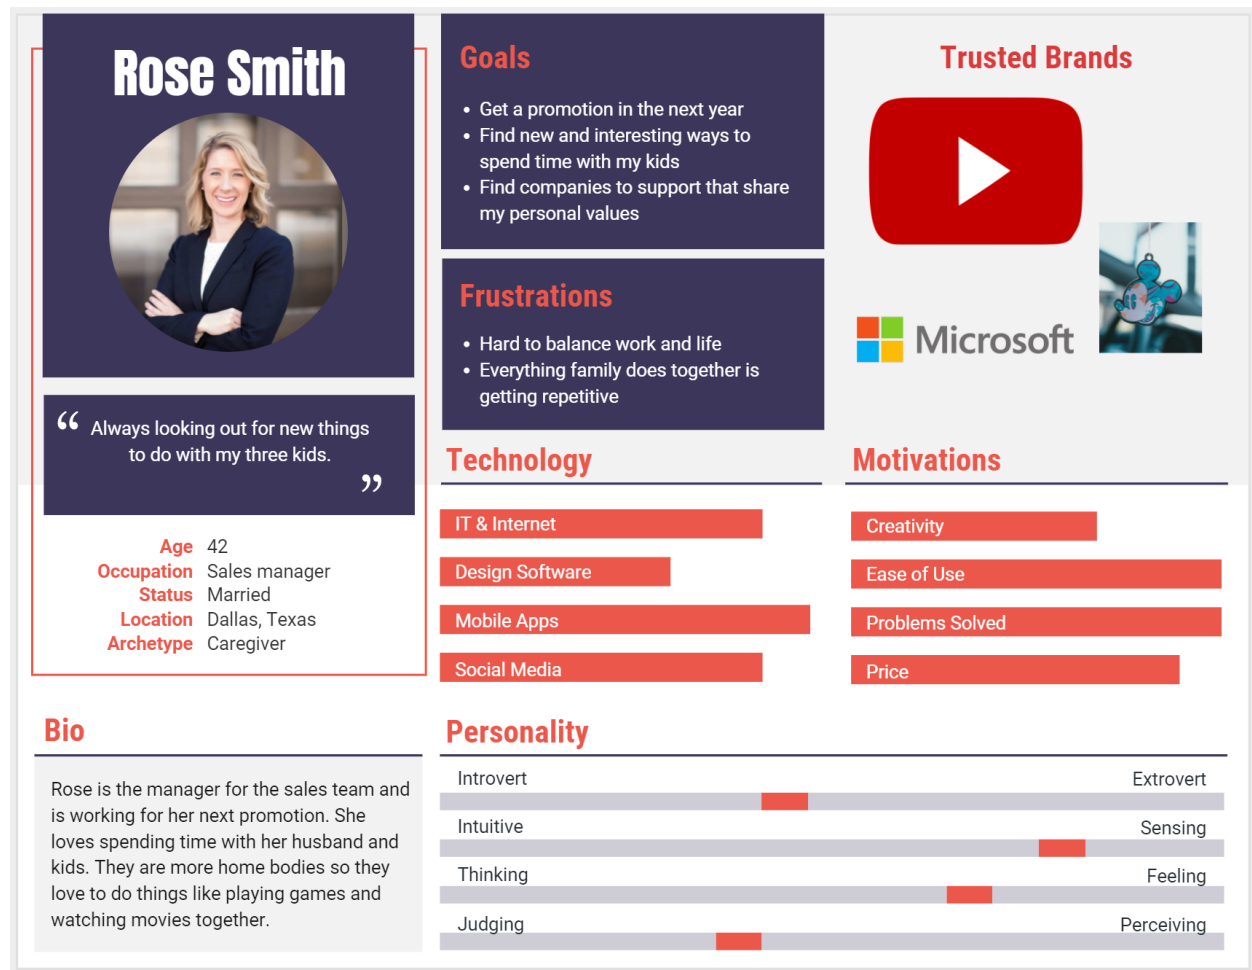 Rose Smith
“ Always looking out for new things
to do with my three kids.
”
Age 42
Occupation Sales manager
Status Married
Location Dallas, Texas
Archetype Caregiver
Bio
Rose is the manager for the sales team and
is working for her next promotion. She
loves spending time with her husband and
kids. They are more home bodies so they
love to do things like playing games and
watching movies together.
Goals
• Get a promotion in the next year
• Find new and interesting ways to
spend time with my kids
• Find companies to support that share
my personal values
Frustrations
• Hard to balance work and life
• Everything family does together is
getting repetitive
Trusted Brands
Microsoft
Technology
IT & Internet
Design Software
Mobile Apps
Social Media
Motivations
Creativity
Ease of Use
Problems Solved
Price
Personality
Introvert Extrovert
Intuitive Sensing
Thinking Feeling
Judging Perceiving